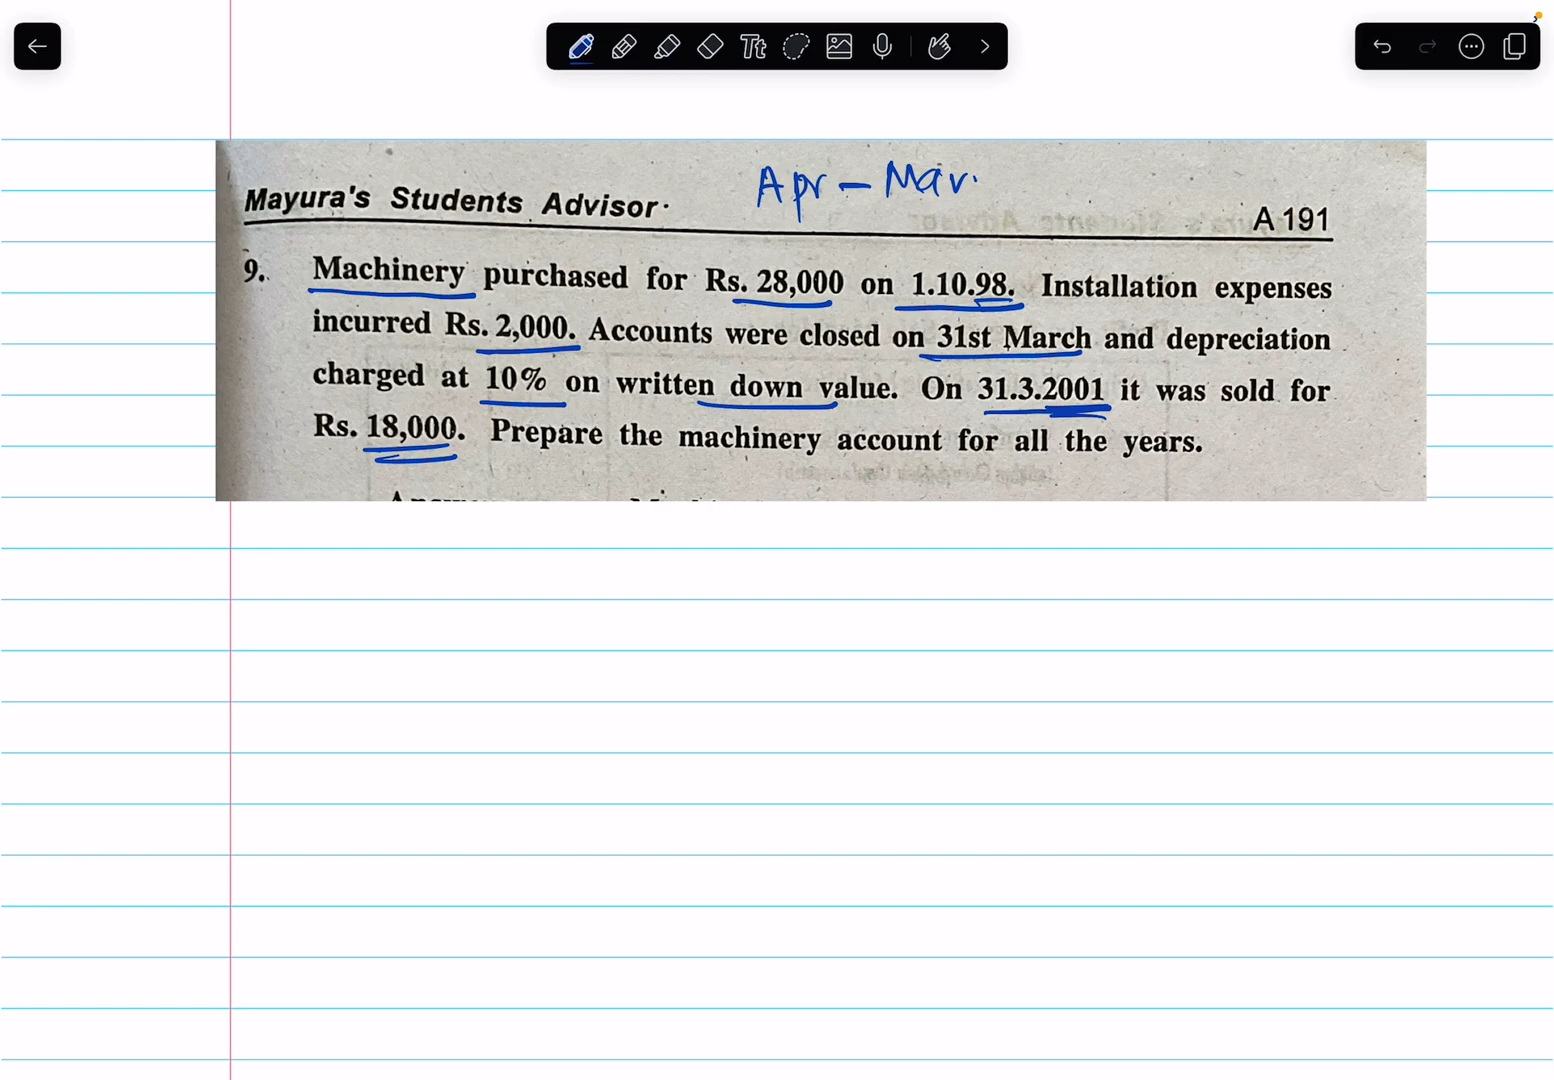 Apr - Mar.
Mayura's Students Advisor.
A 191
9. Machinery purchased for Rs. 28,000 on 1.10.98. Installation expenses
incurred Rs. 2,000. Accounts were closed on 31st March and depreciation
charged at 10% on written down value. On 31.3.2001 it was sold for
Rs. 18,000. Prepare the machinery account for all the years.